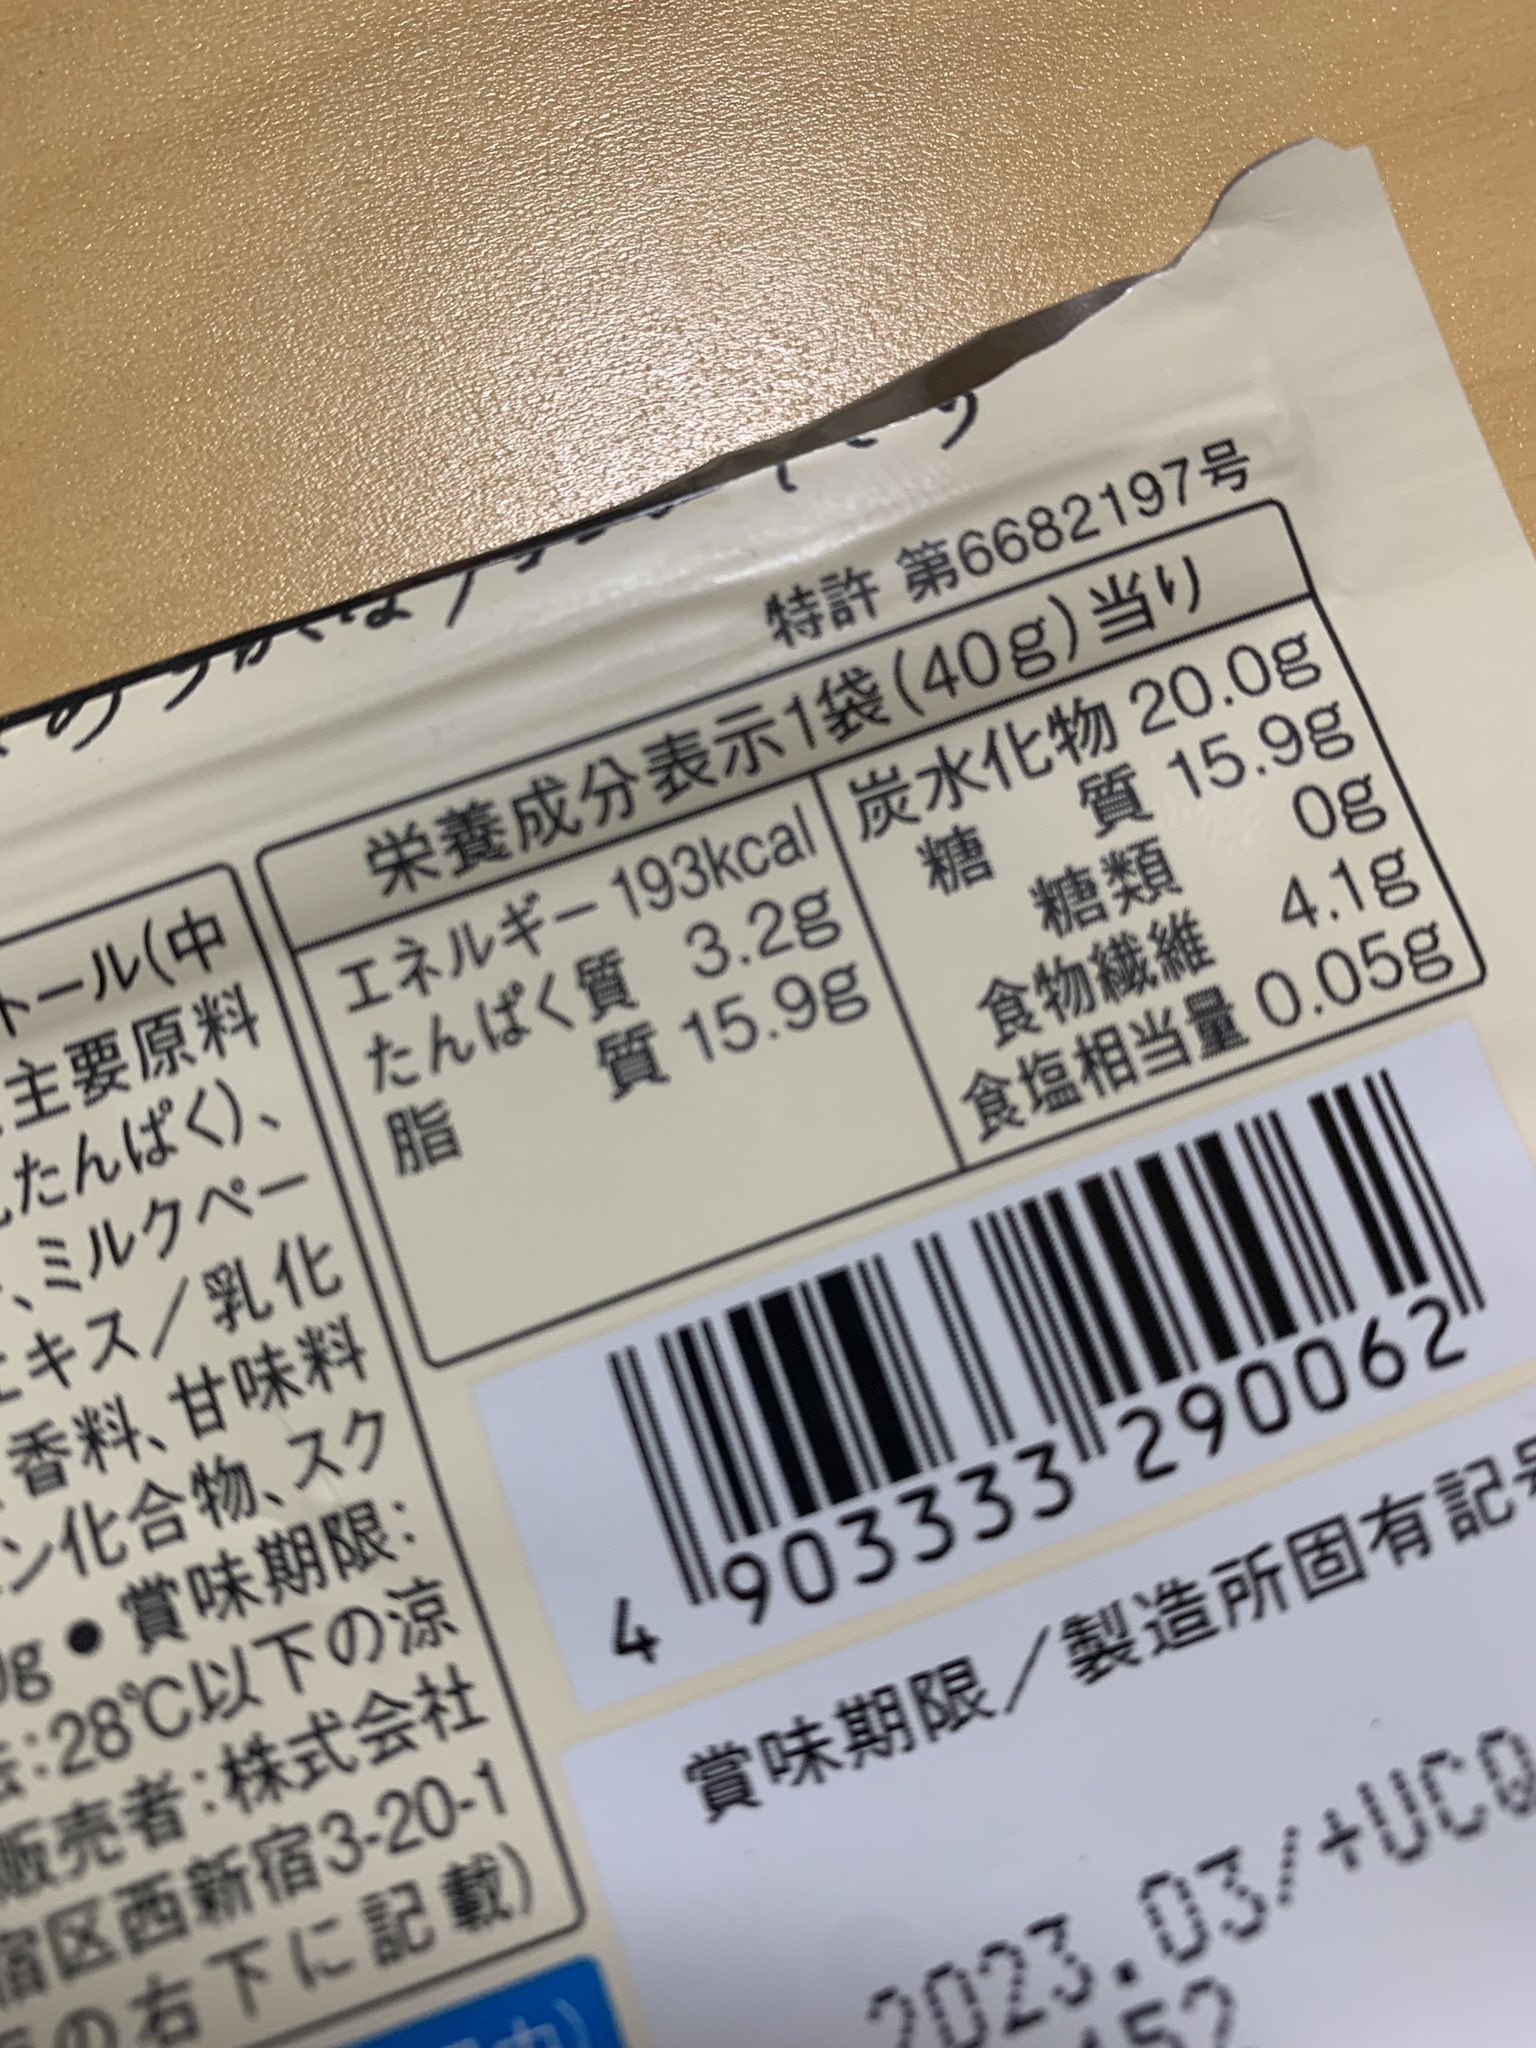 特許 第6682197号
栄養成分表示1袋(40g)当り
エネルギー 193kcal
たんぱく質 3.2g
脂質 15.9g
炭水化物 20.0g
糖質 15.9g
糖類 0g
食物繊維 4.1g
食塩相当量 0.05g
トール(中
主要原料
たんぱく)、
、ミルクペー
エキス/乳化
香料、甘味料
ン化合物、スク
0g ●賞味期限:
:28℃以下の涼
販売者:株式会社
宿区西新宿3-20-1
の右下に記載)
4 903333 290062
賞味期限/製造所固有記号
2023.03/+UCQ